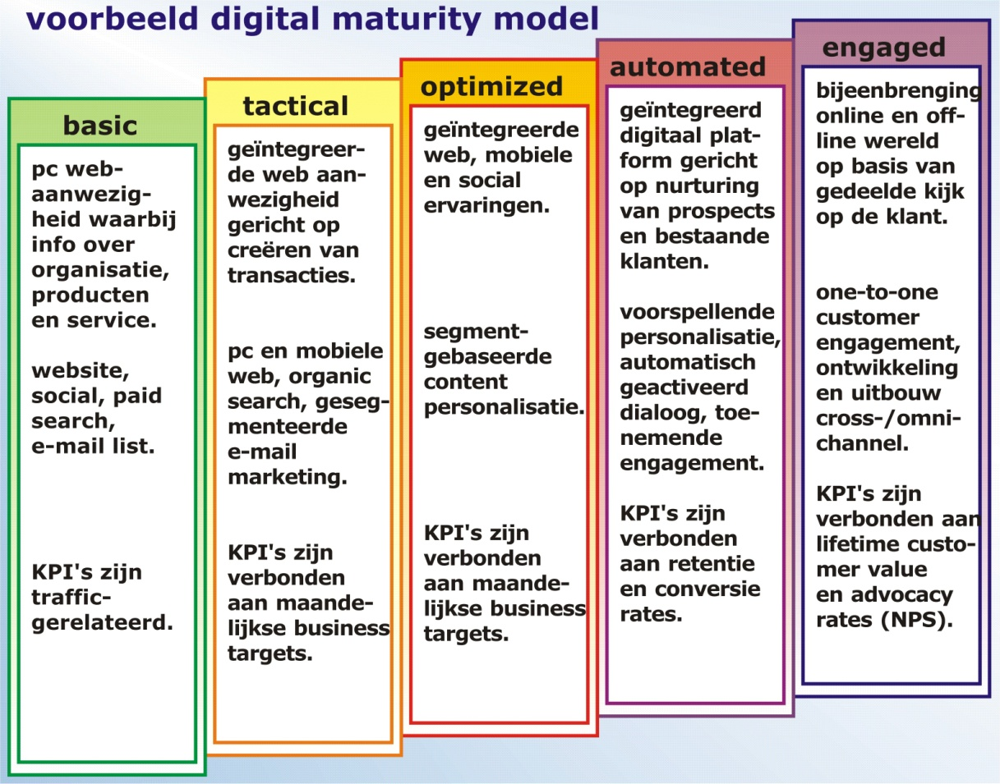 voorbeeld digital maturity model
basic
pc web-
aanwezig-
heid waarbij
info over
organisatie,
producten
en service.
website,
social, paid
search,
e-mail list.
KPI's zijn
traffic-
gerelateerd.
tactical
geïntegreer-
de web aan-
wezigheid
gericht op
creëren van
transacties.
pc en mobiele
web, organic
search, geseg-
menteerde
e-mail
marketing.
KPI's zijn
verbonden
aan maande-
lijkse business
targets.
optimized
geïntegreerde
web, mobiele
en social
ervaringen.
segment-
gebaseerde
content
personalisatie.
KPI's zijn
verbonden
aan maande-
lijkse business
targets.
automated
geïntegreerd
digitaal plat-
form gericht
op nurturing
van prospects
en bestaande
klanten.
voorspellende
personalisatie,
automatisch
geactiveerd
dialoog, toe-
nemende
engagement.
KPI's zijn
verbonden
aan retentie
en conversie
rates.
engaged
bijeenbrenging
online en off-
line wereld
op basis van
gedeelde kijk
op de klant.
one-to-one
customer
engagement,
ontwikkeling
en uitbouw
cross-/omni-
channel.
KPI's zijn
verbonden aan
lifetime custo-
mer value
en advocacy
rates (NPS).